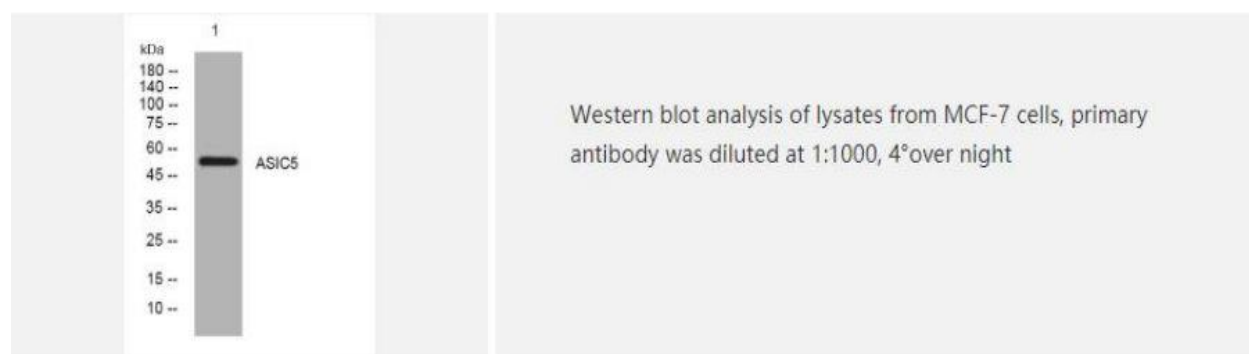 1
kDa
180 --
140 --
100 --
75 --
60 --
ASIC5
45 --
35 --
25 --
15 --
10 --
Western blot analysis of lysates from MCF-7 cells, primary
antibody was diluted at 1:1000, 4°over night